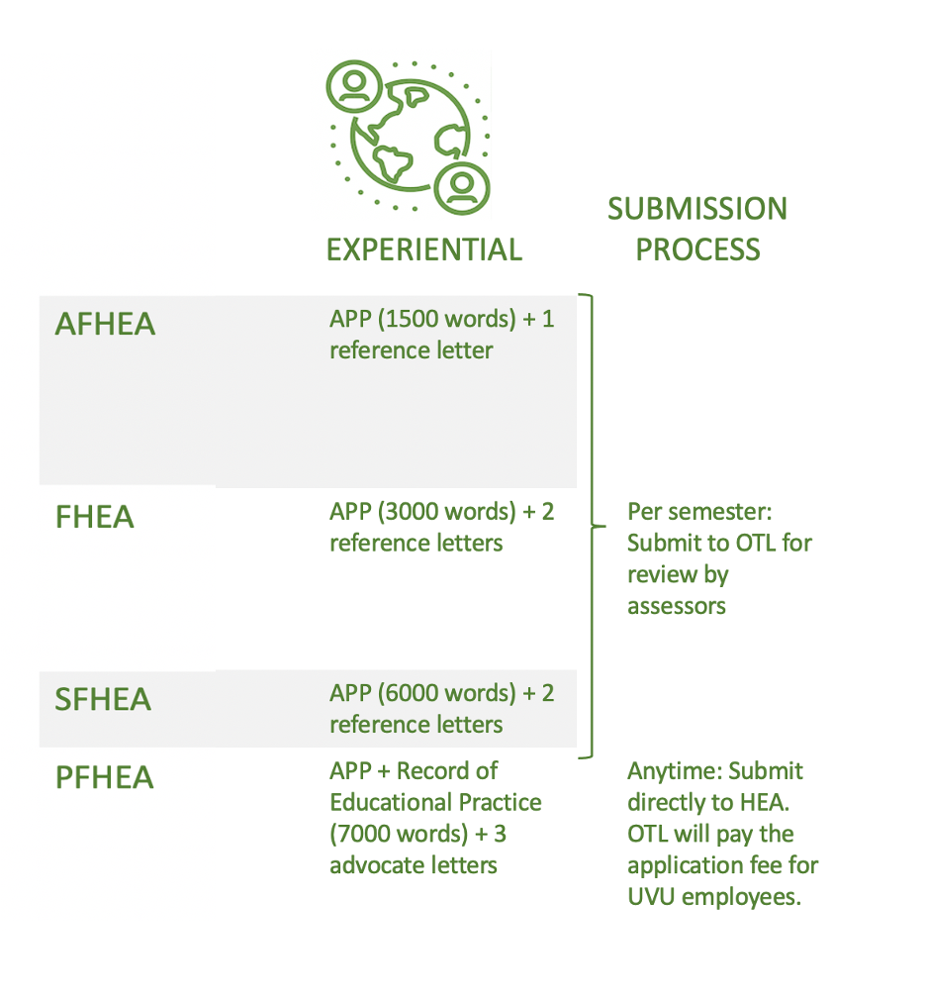 EXPERIENTIAL
SUBMISSION
PROCESS
AFHEA
APP (1500 words) + 1
reference letter
FHEA
APP (3000 words) + 2
reference letters
Per semester:
Submit to OTL for
review by
assessors
SFHEA
APP (6000 words) + 2
reference letters
PFHEA
APP + Record of
Educational Practice
(7000 words) + 3
advocate letters
Anytime: Submit
directly to HEA.
OTL will pay the
application fee for
UVU employees.